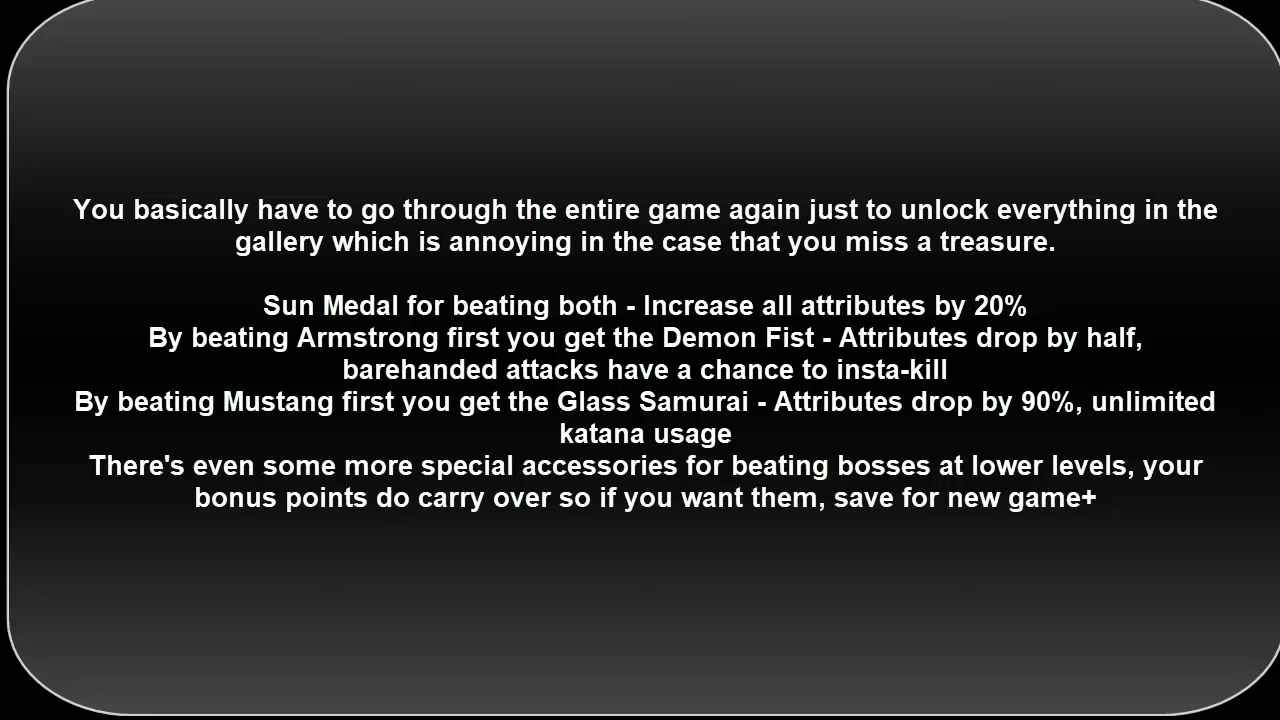 You basically have to go through the entire game again just to unlock everything in the
gallery which is annoying in the case that you miss a treasure.
Sun Medal for beating both - Increase all attributes by 20%
By beating Armstrong first you get the Demon Fist - Attributes drop by half,
barehanded attacks have a chance to insta-kill
By beating Mustang first you get the Glass Samurai - Attributes drop by 90%, unlimited
katana usage
There's even some more special accessories for beating bosses at lower levels, your
bonus points do carry over so if you want them, save for new game+